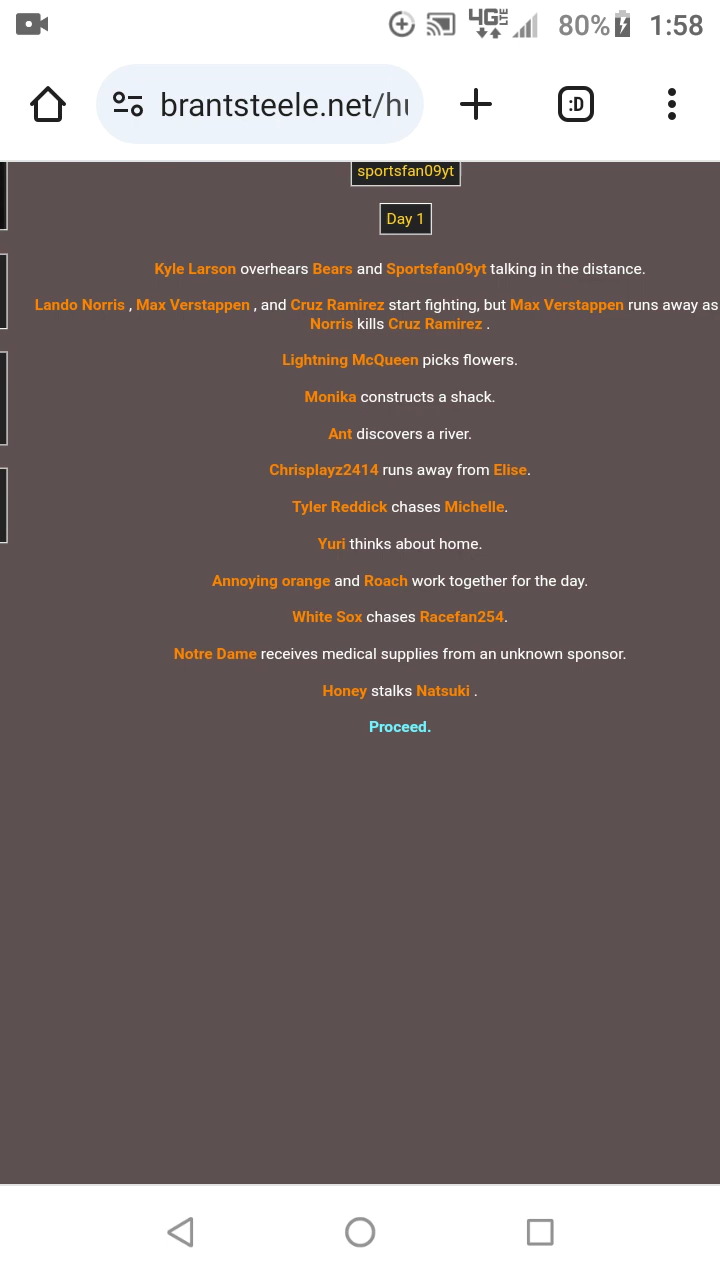 4G LTE 80% 1:58
brantsteele.net/hu
:D
sportsfan09yt
Day 1
Kyle Larson overhears Bears and Sportsfan09yt talking in the distance.
Lando Norris , Max Verstappen , and Cruz Ramirez start fighting, but Max Verstappen runs away as
Norris kills Cruz Ramirez .
Lightning McQueen picks flowers.
Monika constructs a shack.
Ant discovers a river.
Chrisplayz2414 runs away from Elise.
Tyler Reddick chases Michelle.
Yuri thinks about home.
Annoying orange and Roach work together for the day.
White Sox chases Racefan254.
Notre Dame receives medical supplies from an unknown sponsor.
Honey stalks Natsuki .
Proceed.